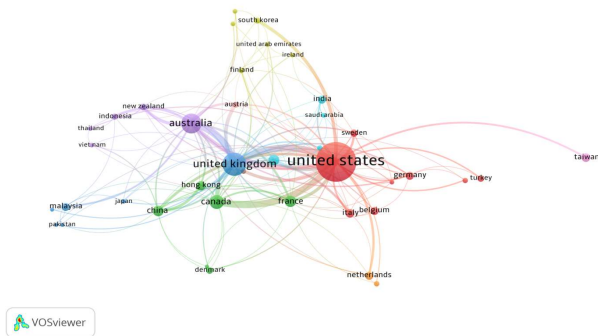 south korea
united arab emirates
ireland
finland
india
new zealand
austria
saudi arabia
indonesia
australia
thailand
sweden
vietnam
united kingdom
united states
taiwan
germany
turkey
hong kong
malaysia
japan
china
canada
france
italy
belgium
pakistan
denmark
netherlands
VOSviewer